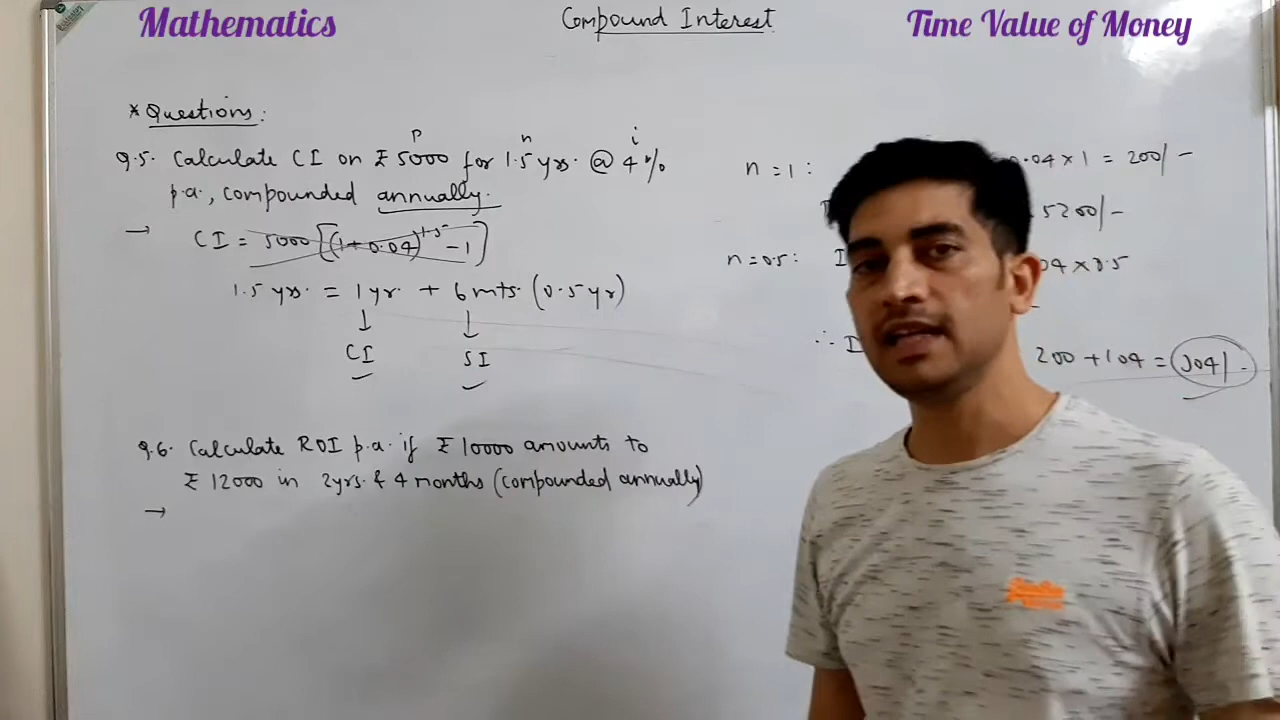 Mathematics
Compound Interest
Time Value of Money
* Questions:
P n i
Q.5. Calculate CI on ₹ 5000 for 1.5 yrs. @ 4%
p.a., compounded annually.
→ CI = 5000 [(1+0.04)^1.5 - 1]
1.5 yrs. = 1 yr. + 6 mts. (0.5 yr)
↓ ↓
CI SI
Q.6. Calculate ROI p.a. if ₹ 10000 amounts to
₹ 12000 in 2yrs. & 4 months (compounded annually)
→
n = 1 : 0.04 × 1 = 200/-
5200/-
n = 0.5 : I 04 × 0.5
∴ I 200 + 104 = 304/-